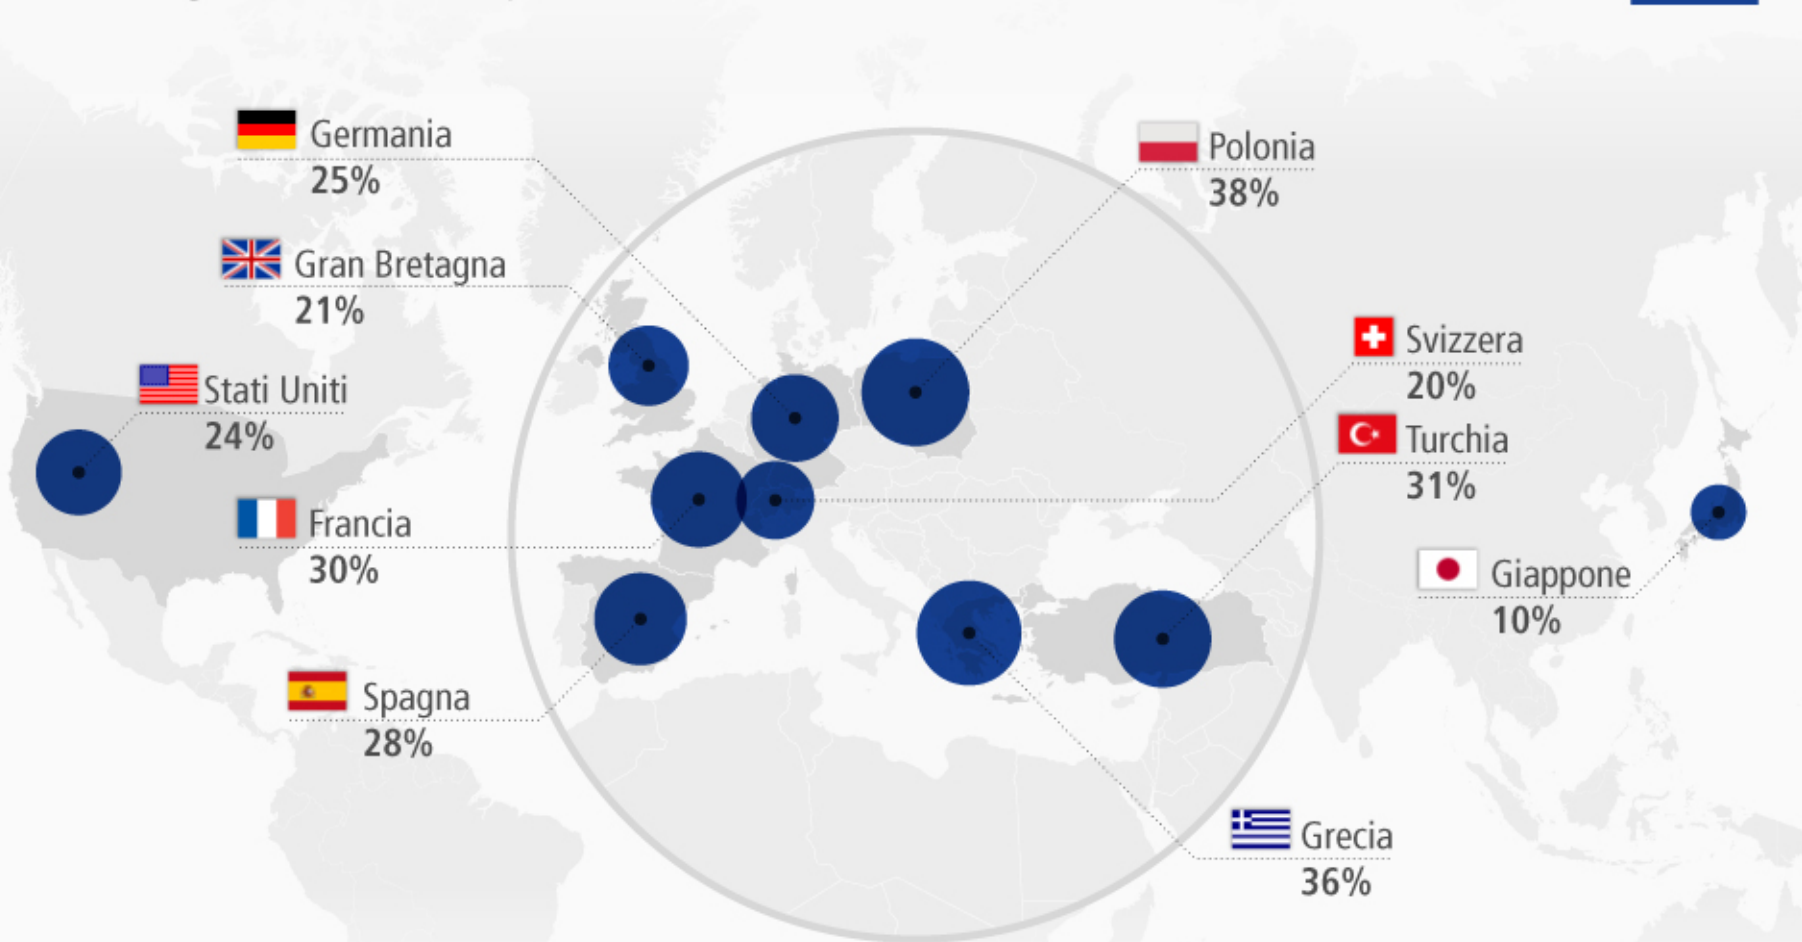 Germania
25%
Polonia
38%
Gran Bretagna
21%
Svizzera
20%
Stati Uniti
24%
Turchia
31%
Francia
30%
Giappone
10%
Spagna
28%
Grecia
36%